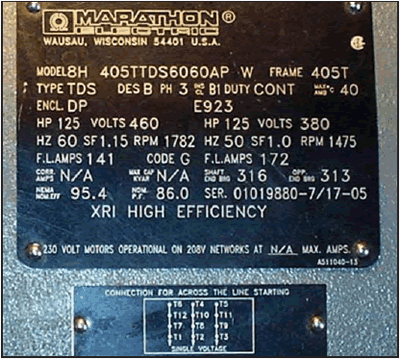 MARATHON®
ELECTRIC
WAUSAU, WISCONSIN 54401 U.S.A.
MODEL 8H 405TTDS6060AP W FRAME 405T
TYPE TDS DES B PH 3 INS CL B1 DUTY CONT MAX AMB °C 40
ENCL. DP E923
HP 125 VOLTS 460 HP 125 VOLTS 380
HZ 60 SF 1.15 RPM 1782 HZ 50 SF 1.0 RPM 1475
F.L. AMPS 141 CODE G F.L. AMPS 172
CORR. AMPS N/A MAX CAP KVAR N/A SHAFT END BRG 316 OPP. END BRG 313
NEMA NOM. EFF 95.4 NOM. P.F. 86.0 SER. 01019880-7/17-05
XRI HIGH EFFICIENCY
230 VOLT MOTORS OPERATIONAL ON 208V NETWORKS AT N/A MAX. AMPS.
A511040-13
CONNECTION FOR ACROSS THE LINE STARTING
T6 T4 T5
T12 T10 T11
T7 T8 T9
T1 T2 T3
SINGLE VOLTAGE